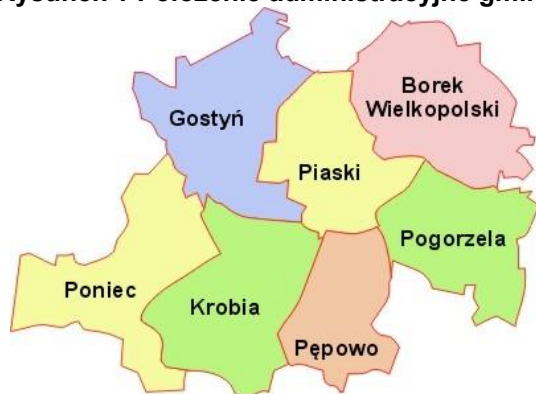 Borek
Wielkopolski
Gostyń
Piaski
Pogorzela
Poniec
Krobia
Pępowo